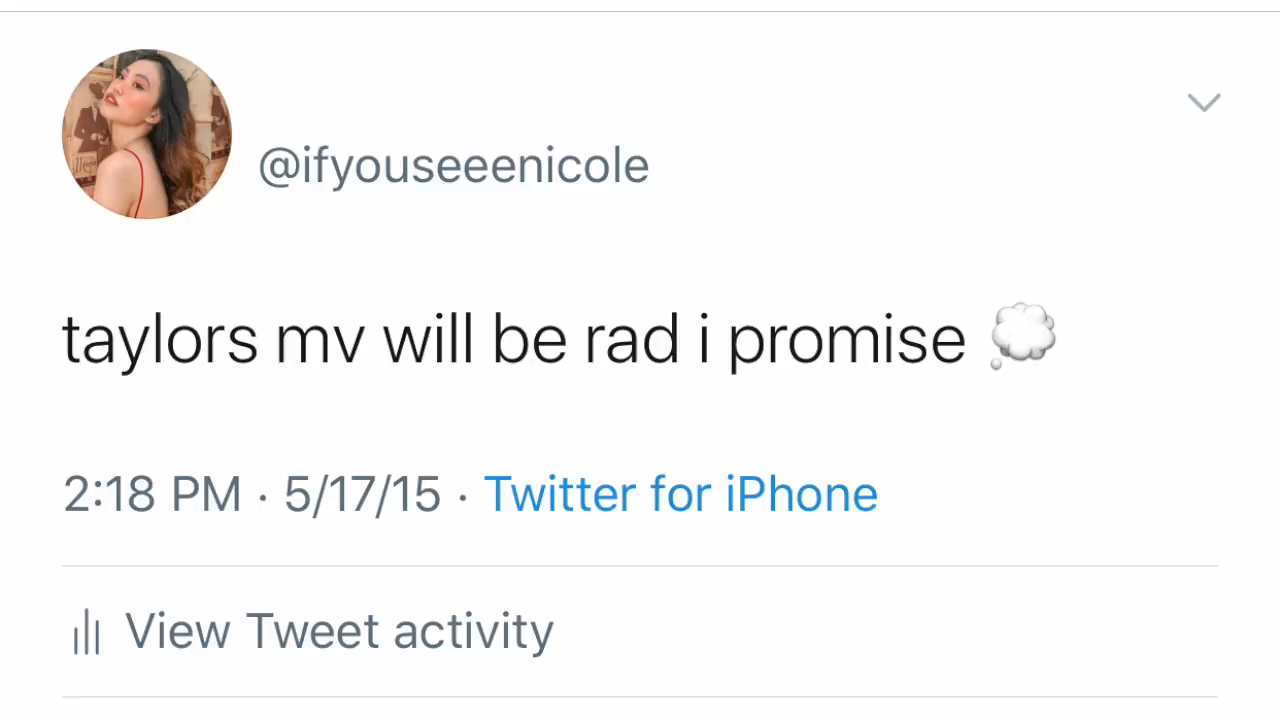 @ifyouseeenicole
taylors mv will be rad i promise 💭
2:18 PM · 5/17/15 · Twitter for iPhone
View Tweet activity